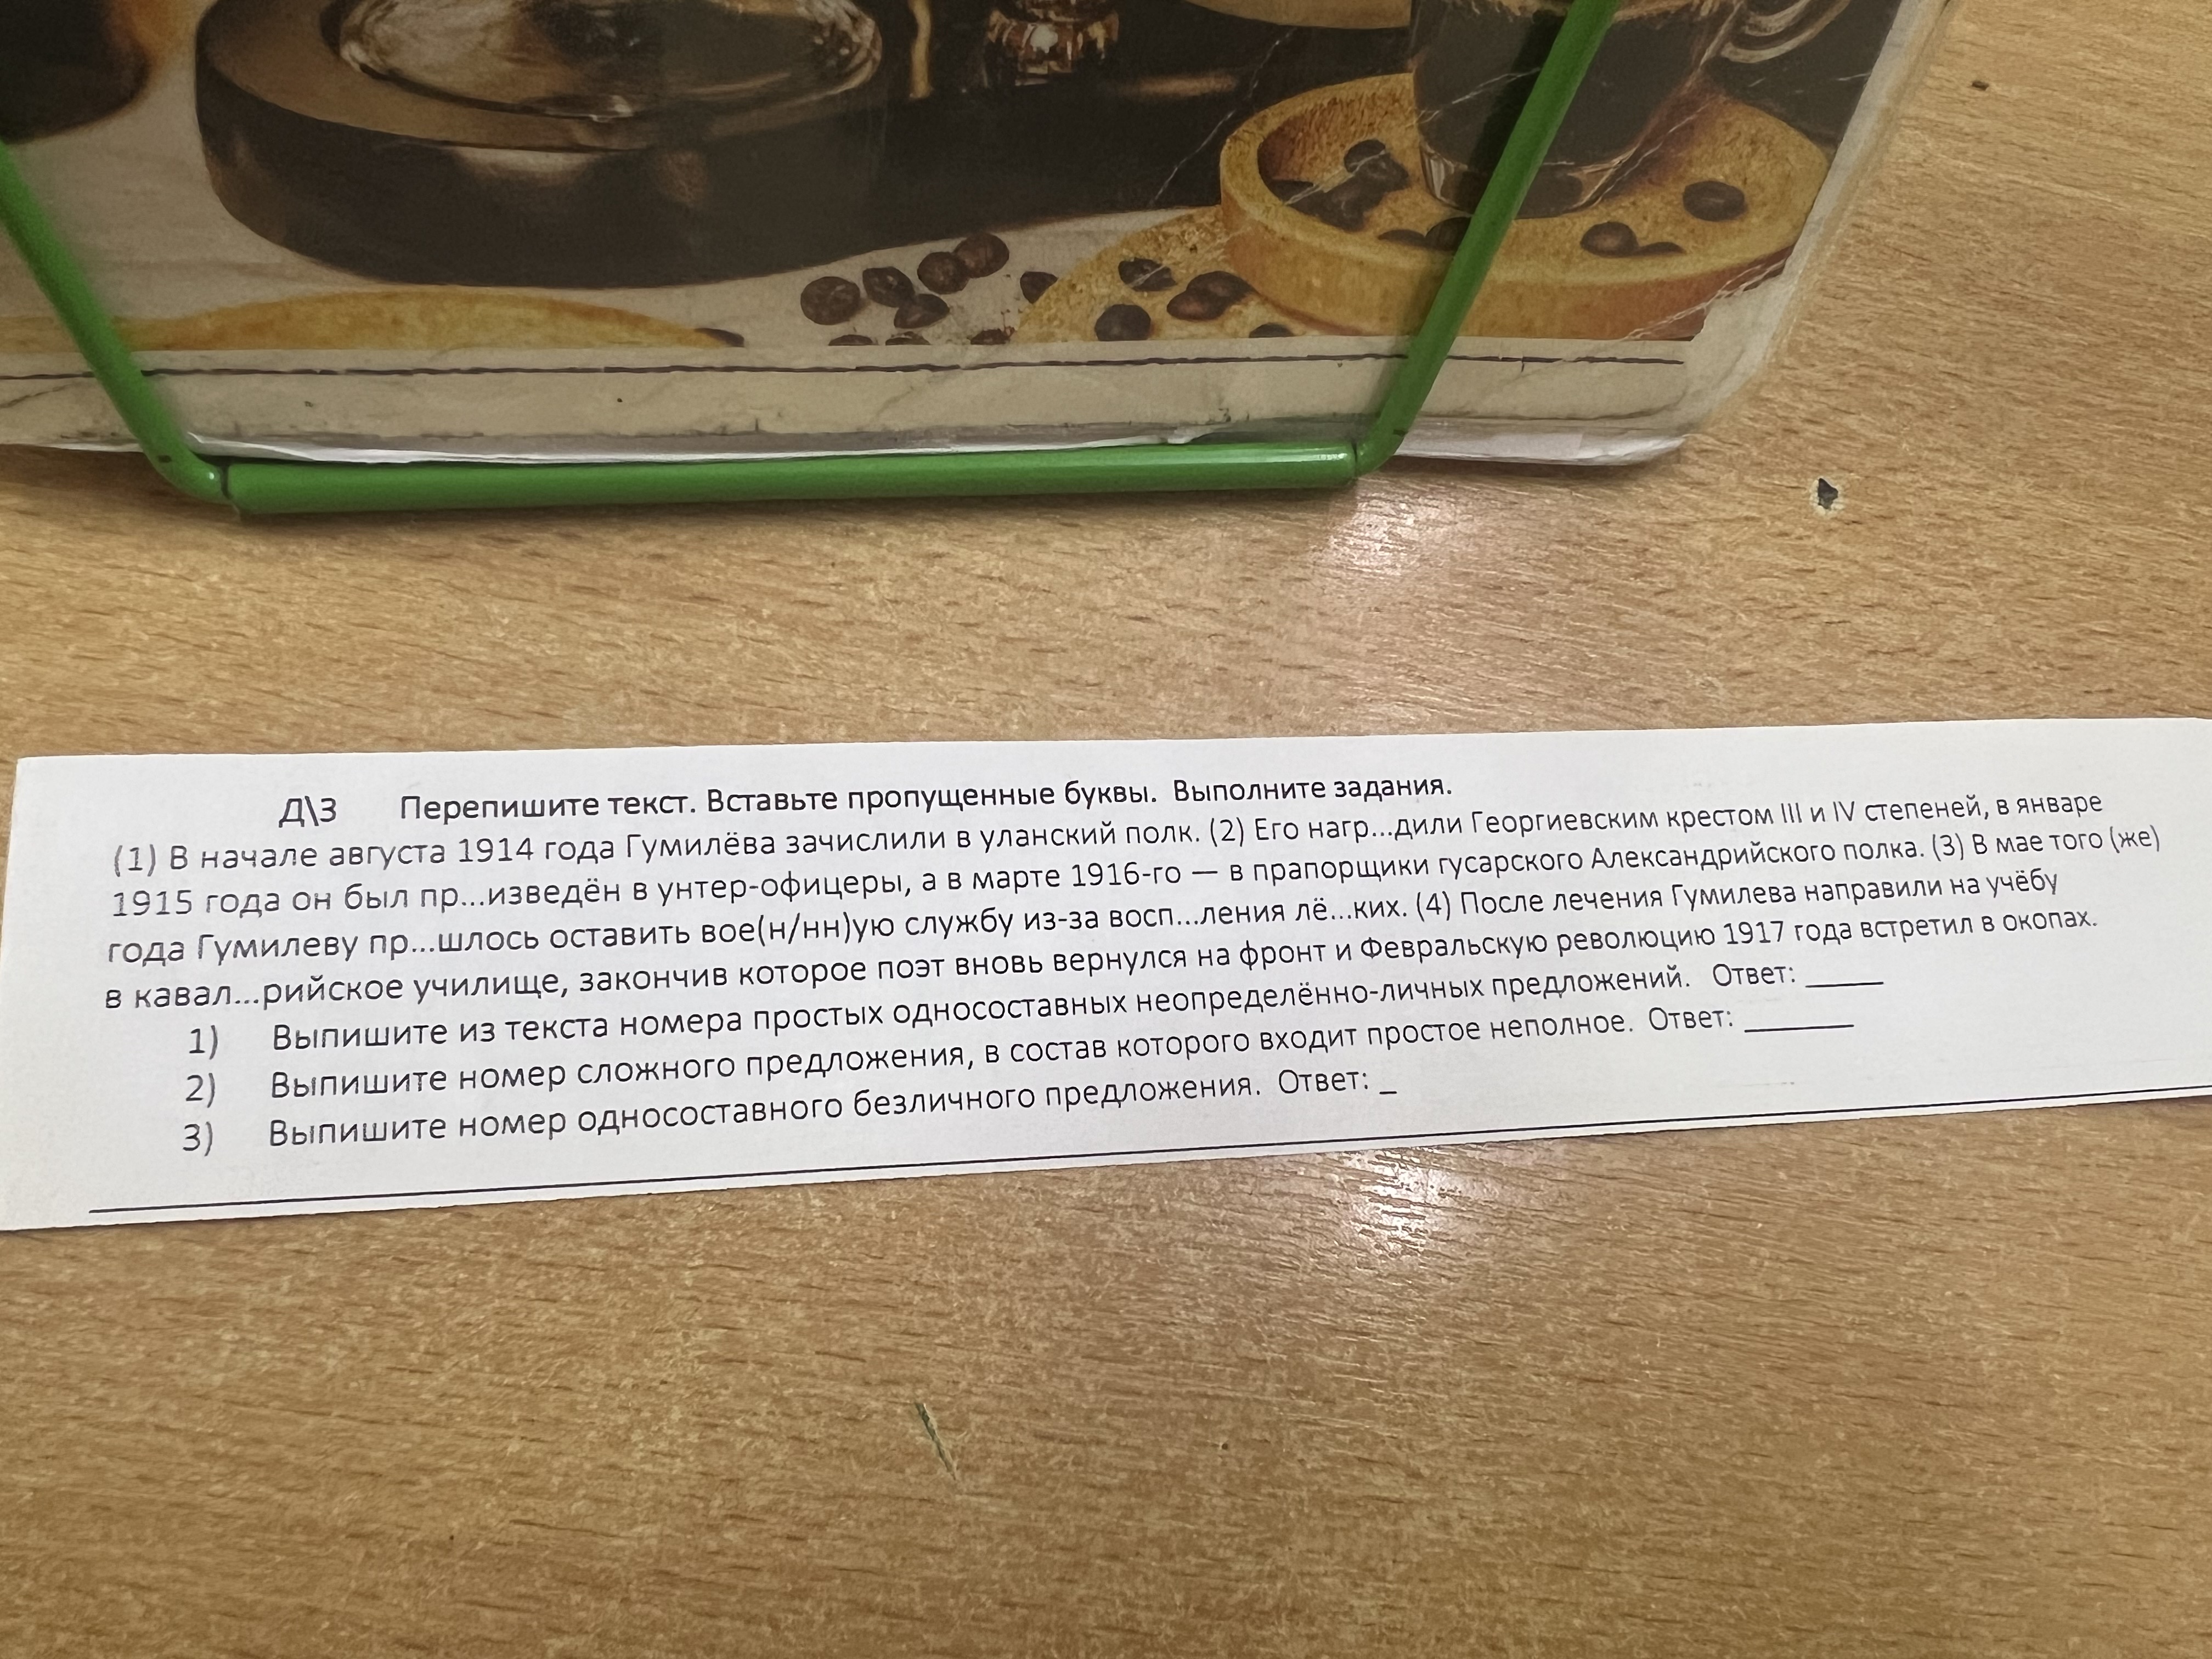 Д\З Перепишите текст. Вставьте пропущенные буквы. Выполните задания.
(1) В начале августа 1914 года Гумилёва зачислили в уланский полк. (2) Его нагр...дили Георгиевским крестом III и IV степеней, в январе
1915 года он был пр...изведён в унтер-офицеры, а в марте 1916-го — в прапорщики гусарского Александрийского полка. (3) В мае того (же)
года Гумилеву пр...шлось оставить вое(н/нн)ую службу из-за восп...ления лё...ких. (4) После лечения Гумилева направили на учёбу
в кавал...рийское училище, закончив которое поэт вновь вернулся на фронт и Февральскую революцию 1917 года встретил в окопах.
1) Выпишите из текста номера простых односоставных неопределённо-личных предложений. Ответ: ______
2) Выпишите номер сложного предложения, в состав которого входит простое неполное. Ответ: ________
3) Выпишите номер односоставного безличного предложения. Ответ: _